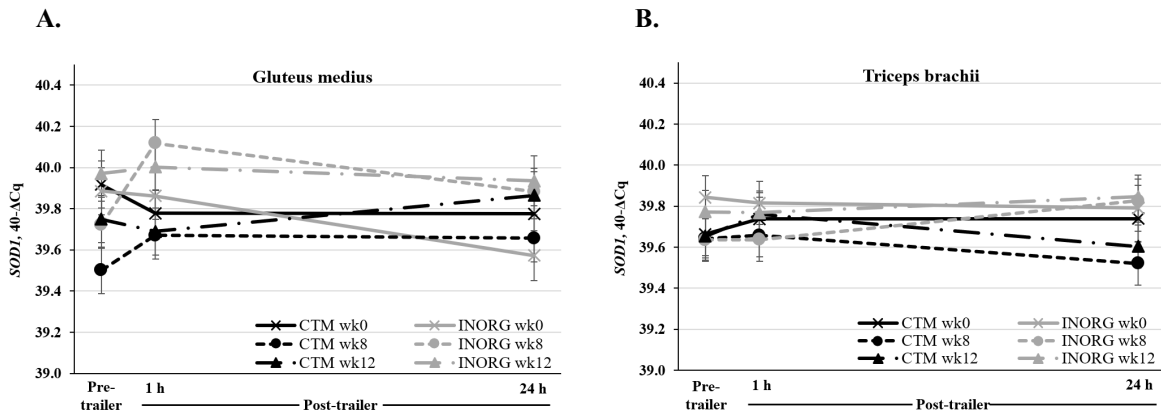 A.
Gluteus medius
SOD1, 40-ΔCq
40.4
40.2
40.0
39.8
39.6
39.4
39.2
39.0
CTM wk0
INORG wk0
CTM wk8
INORG wk8
CTM wk12
INORG wk12
Pre-
trailer
1 h
24 h
Post-trailer
B.
Triceps brachii
SOD1, 40-ΔCq
40.4
40.2
40.0
39.8
39.6
39.4
39.2
39.0
CTM wk0
INORG wk0
CTM wk8
INORG wk8
CTM wk12
INORG wk12
Pre-
trailer
1 h
24 h
Post-trailer